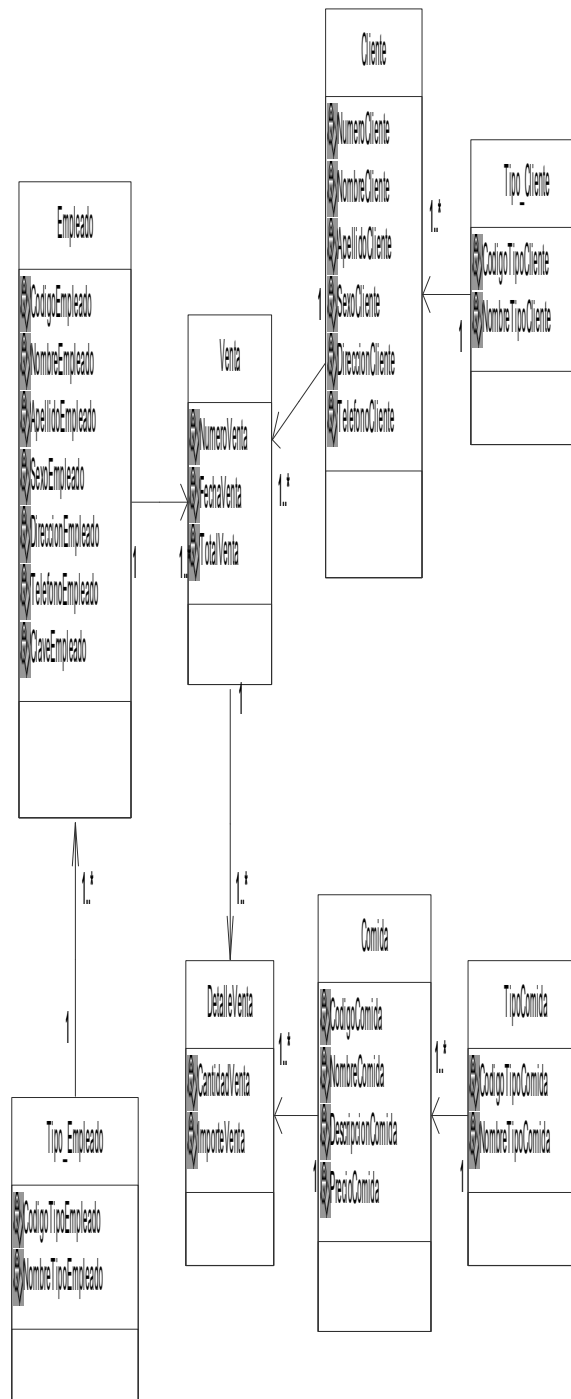 Cliente
NumeroCliente
NombreCliente
ApellidoCliente
SexoCliente
DireccionCliente
TelefonoCliente
1..*
1
1..*
Tipo_Cliente
CodigoTipoCliente
NombreTipoCliente
1
Empleado
CodigoEmpleado
NombreEmpleado
ApellidoEmpleado
SexoEmpleado
DireccionEmpleado
TelefonoEmpleado
ClaveEmpleado
1
1..*
1..*
1
Venta
NumeroVenta
FechaVenta
TotalVenta
1
1..*
DetalleVenta
CantidadVenta
ImporteVenta
1..*
Comida
CodigoComida
NombreComida
DescripcionComida
PrecioComida
1
1..*
TipoComida
CodigoTipoComida
NombreTipoComida
1
Tipo_Empleado
CodigoTipoEmpleado
NombreTipoEmpleado